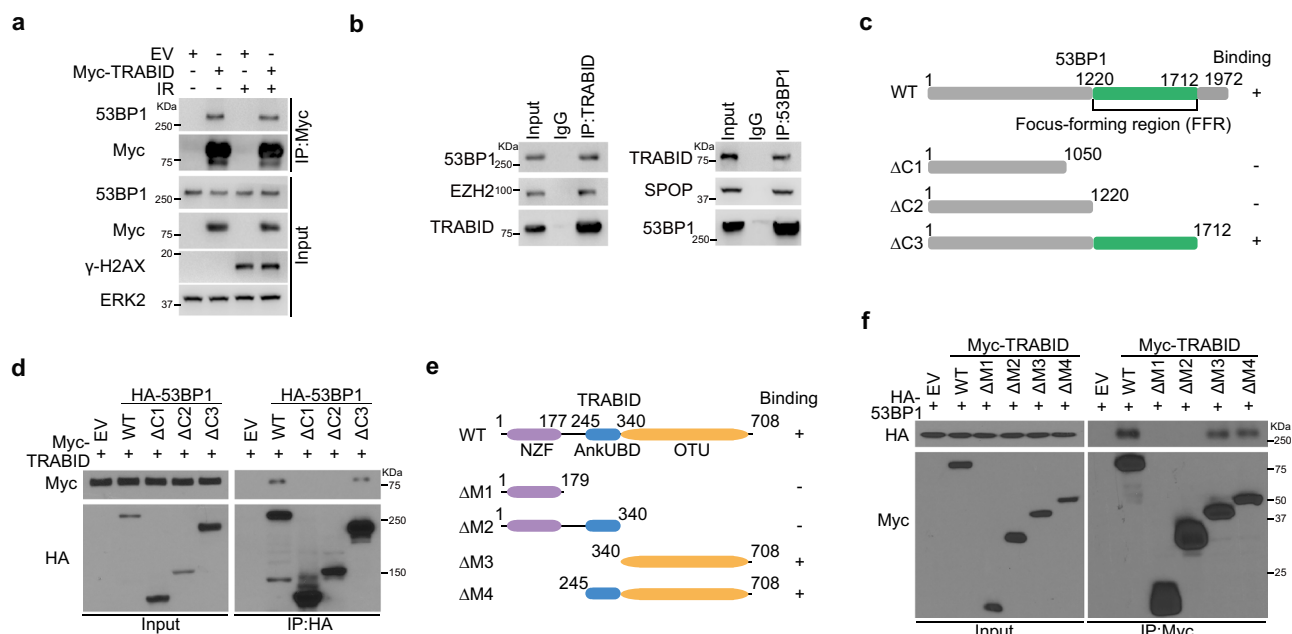 a
EV + - + -
Myc-TRABID - + - +
IR - - + +
KDa
53BP1
250
Myc
75
IP:Myc
53BP1
250
Myc
75
20
γ-H2AX
ERK2
37
Input
b
Input IgG IP:TRABID
KDa
53BP1 250
EZH2 100
TRABID 75
Input IgG IP:53BP1
KDa
TRABID 75
SPOP 37
53BP1 250
c
53BP1 Binding
1 1220 1712 1972
WT +
Focus-forming region (FFR)
1 1050
ΔC1 -
1 1220
ΔC2 -
1 1712
ΔC3 +
d
HA-53BP1 HA-53BP1
EV WT ΔC1 ΔC2 ΔC3 EV WT ΔC1 ΔC2 ΔC3
Myc-
TRABID + + + + + + + + + +
KDa
Myc 75
HA 250
150
Input IP:HA
e
TRABID Binding
1 177 245 340 708
WT +
NZF AnkUBD OTU
1 179
ΔM1 -
1 340
ΔM2 -
340 708
ΔM3 +
245 708
ΔM4 +
f
Myc-TRABID Myc-TRABID
EV WT ΔM1 ΔM2 ΔM3 ΔM4 EV WT ΔM1 ΔM2 ΔM3 ΔM4
HA-
53BP1 + + + + + + + + + + + +
KDa
HA 250
75
Myc 50
37
25
Input IP:Myc